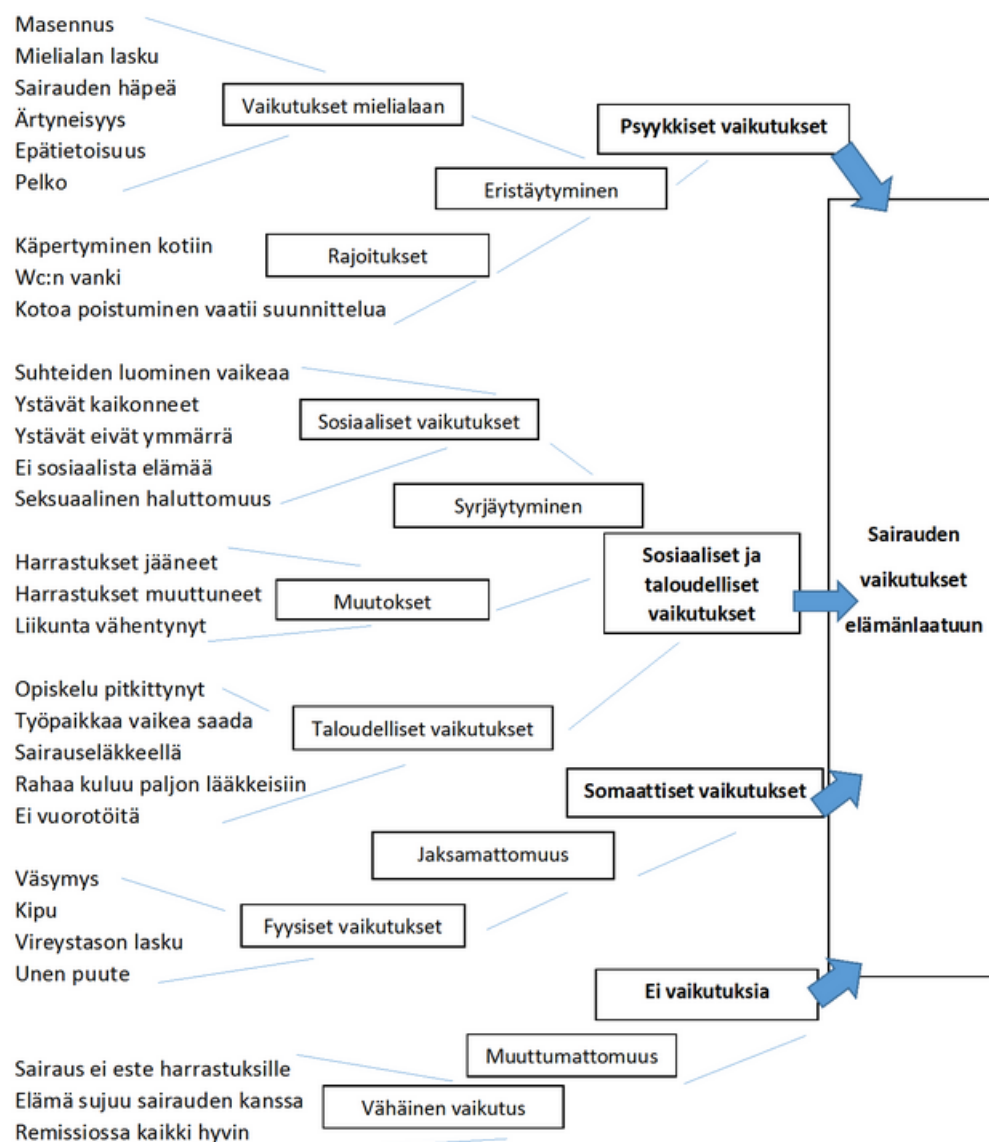 Masennus
Mielialan lasku
Sairauden häpeä
Ärtyneisyys
Epätietoisuus
Pelko
Vaikutukset mielialaan
Psyykkiset vaikutukset
Eristäytyminen
Käpertyminen kotiin
Wc:n vanki
Kotoa poistuminen vaatii suunnittelua
Rajoitukset
Suhteiden luominen vaikeaa
Ystävät kaikonneet
Ystävät eivät ymmärrä
Ei sosiaalista elämää
Seksuaalinen haluttomuus
Sosiaaliset vaikutukset
Syrjäytyminen
Harrastukset jääneet
Harrastukset muuttuneet
Liikunta vähentynyt
Muutokset
Sosiaaliset ja
taloudelliset
vaikutukset
Sairauden
vaikutukset
elämänlaatuun
Opiskelu pitkittynyt
Työpaikkaa vaikea saada
Sairauseläkkeellä
Rahaa kuluu paljon lääkkeisiin
Ei vuorotöitä
Taloudelliset vaikutukset
Somaattiset vaikutukset
Jaksamattomuus
Väsymys
Kipu
Vireystason lasku
Unen puute
Fyysiset vaikutukset
Ei vaikutuksia
Muuttumattomuus
Sairaus ei este harrastuksille
Elämä sujuu sairauden kanssa
Remissiossa kaikki hyvin
Vähäinen vaikutus